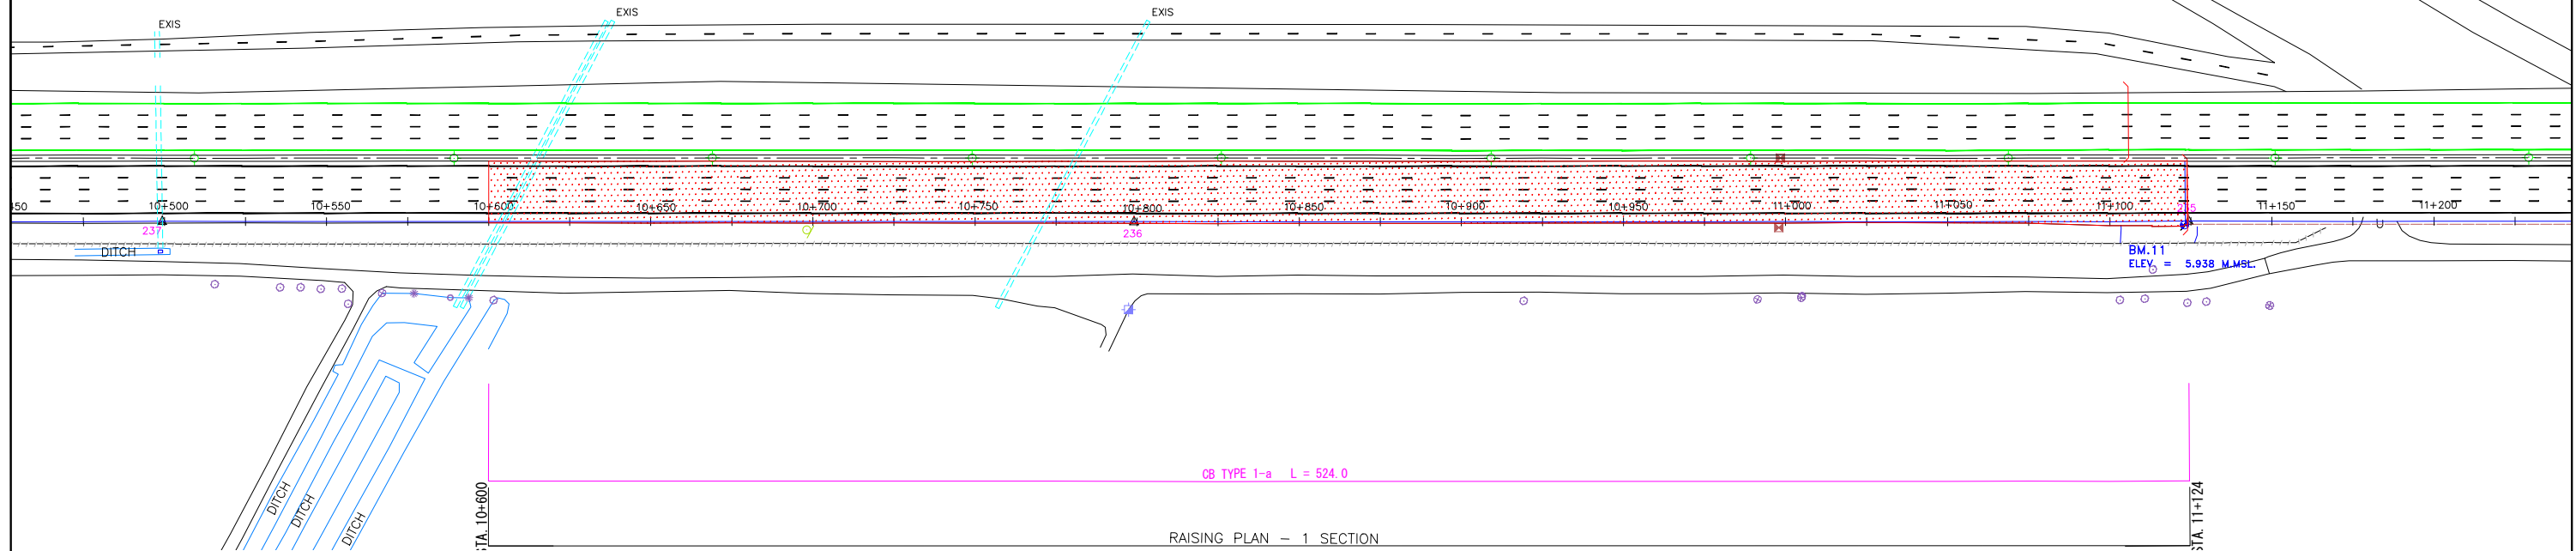 EXIS
EXIS
EXIS
450
10+500
10+550
10+600
10+650
10+700
10+750
10+800
10+850
10+900
10+950
11+000
11+050
11+100
11+150
11+200
237
236
235
U
DITCH
BM.11
ELEV. = 5.938 M.MSL.
DITCH
DITCH
DITCH
CB TYPE 1-a L = 524.0
STA. 10+600
STA. 11+124
RAISING PLAN - 1 SECTION